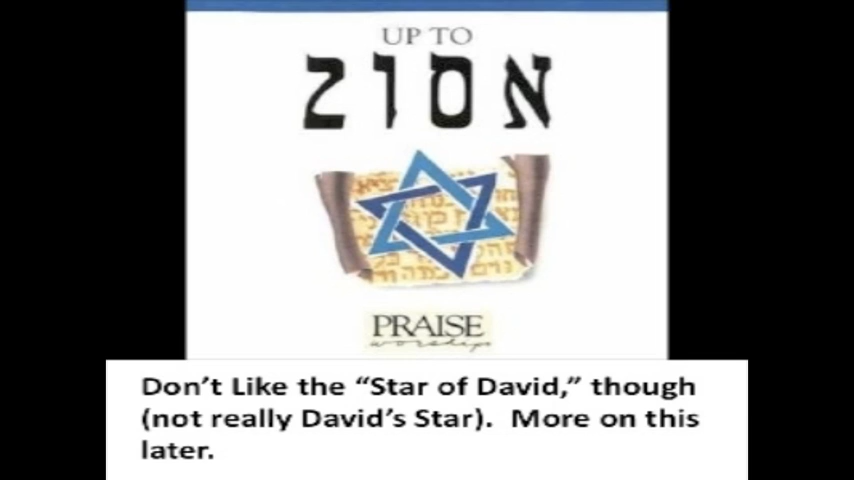 UP TO
ZION
PRAISE
worship
Don't Like the “Star of David,” though
(not really David's Star).  More on this
later.